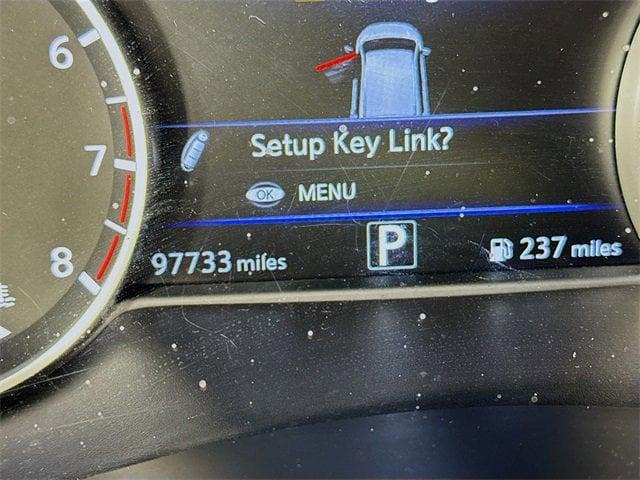 6
7
8
Setup Key Link?
OK MENU
97733 miles
P
237 miles